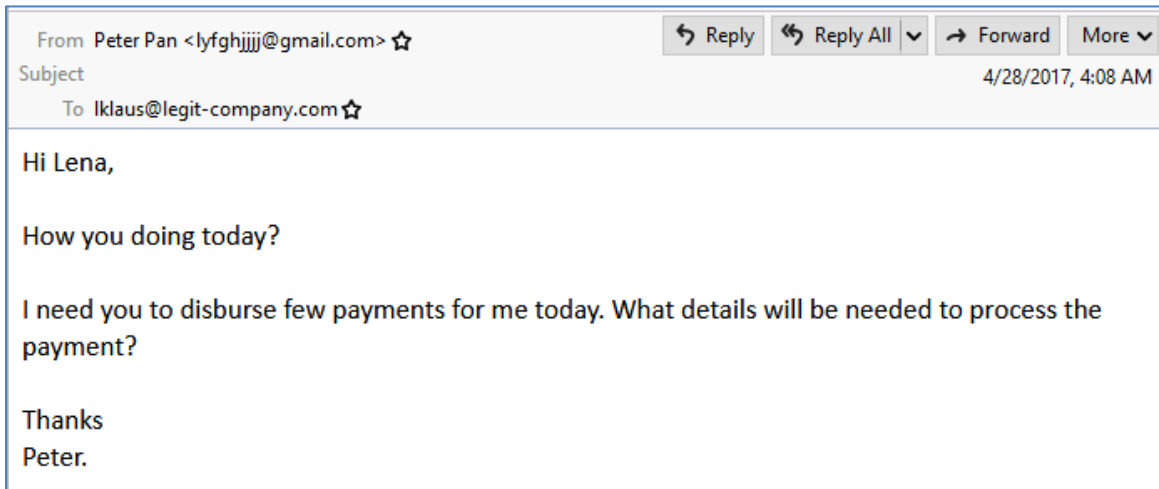 From Peter Pan <lyfghjjjj@gmail.com> Reply Reply All Forward More
Subject 4/28/2017, 4:08 AM
To lklaus@legit-company.com
Hi Lena,
How you doing today?
I need you to disburse few payments for me today. What details will be needed to process the
payment?
Thanks
Peter.